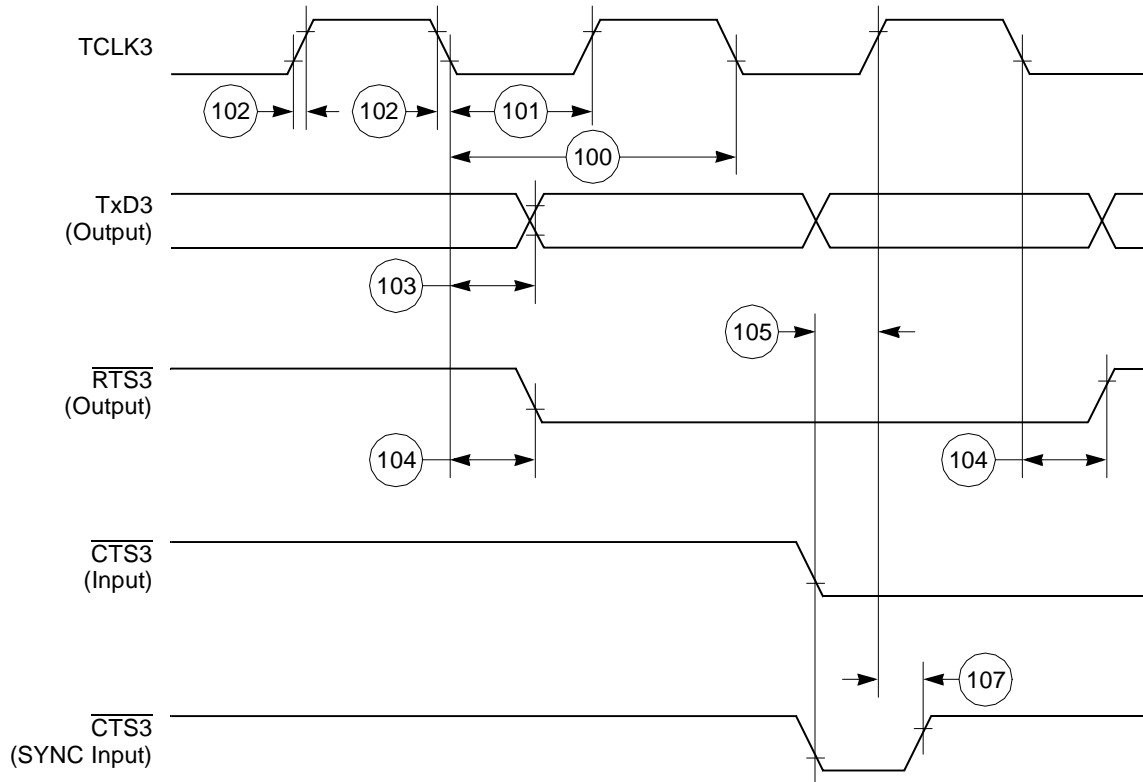 TCLK3
102
102
101
100
TxD3
(Output)
103
105
RTS3
(Output)
104
104
CTS3
(Input)
107
CTS3
(SYNC Input)